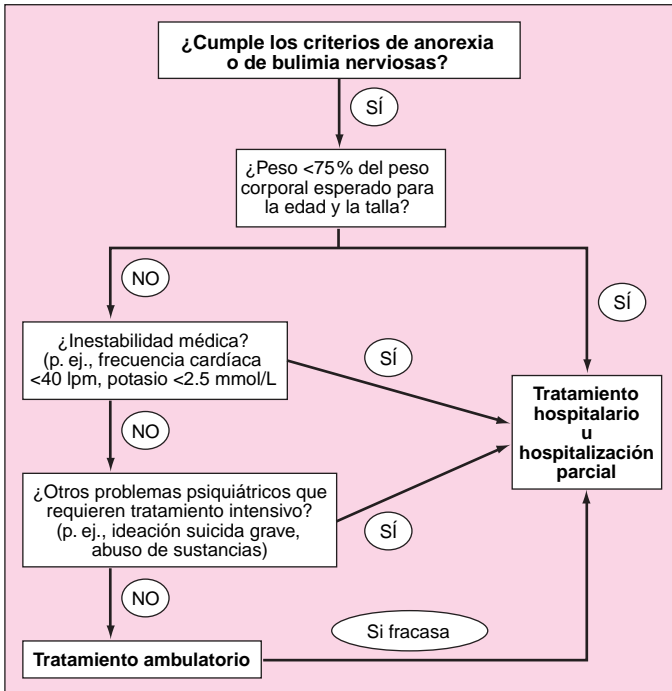 ¿Cumple los criterios de anorexia
o de bulimia nerviosas?
SÍ
¿Peso <75% del peso
corporal esperado para
la edad y la talla?
NO
SÍ
¿Inestabilidad médica?
(p. ej., frecuencia cardíaca
<40 lpm, potasio <2.5 mmol/L
SÍ
Tratamiento
hospitalario
u
hospitalización
parcial
NO
¿Otros problemas psiquiátricos que
requieren tratamiento intensivo?
(p. ej., ideación suicida grave,
abuso de sustancias)
SÍ
NO
Si fracasa
Tratamiento ambulatorio